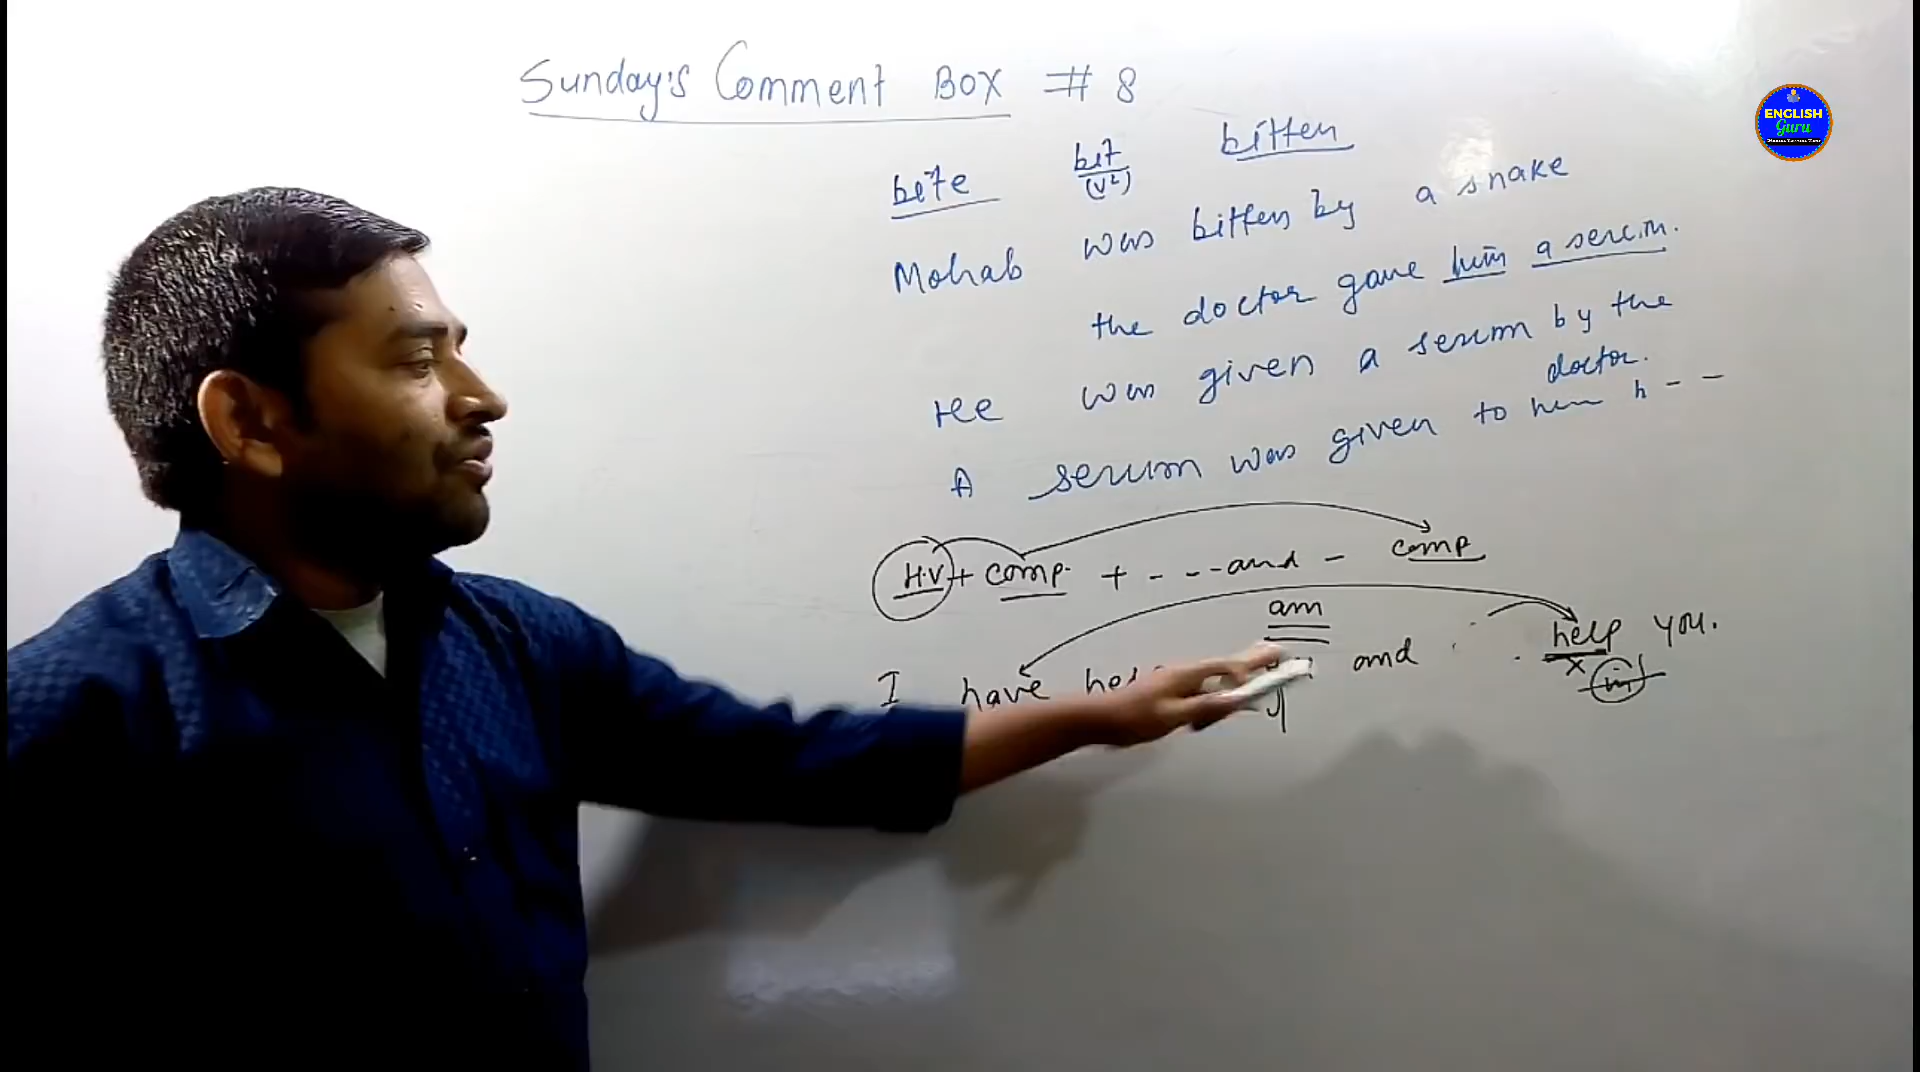 Sunday's Comment BOX # 8
ENGLISH
Guru
bite bit bitten
(V²)
Mohab was bitten by a snake
the doctor gave him a serum.
He was given a serum by the
doctor.
A serum was given to him b - -
H.V + comp. + - - - and - comp
am
I have and help you.
x